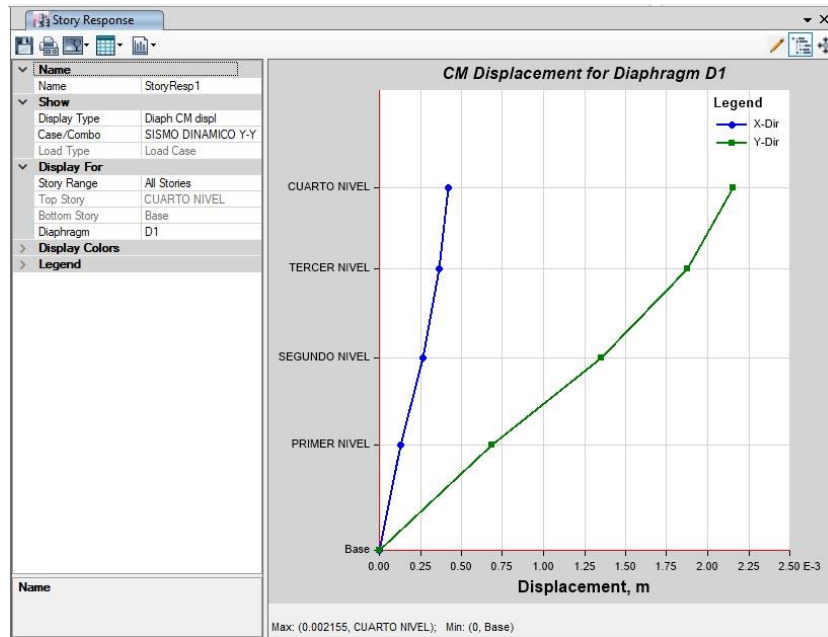 Story Response
Name
Name StoryResp1
Show
Display Type Diaph CM displ
Case/Combo SISMO DINAMICO Y-Y
Load Type Load Case
Display For
Story Range All Stories
Top Story CUARTO NIVEL
Bottom Story Base
Diaphragm D1
Display Colors
Legend
Name
CM Displacement for Diaphragm D1
Legend
X-Dir
Y-Dir
CUARTO NIVEL
TERCER NIVEL
SEGUNDO NIVEL
PRIMER NIVEL
Base
0.00 0.25 0.50 0.75 1.00 1.25 1.50 1.75 2.00 2.25 2.50 E-3
Displacement, m
Max: (0.002155, CUARTO NIVEL); Min: (0, Base)